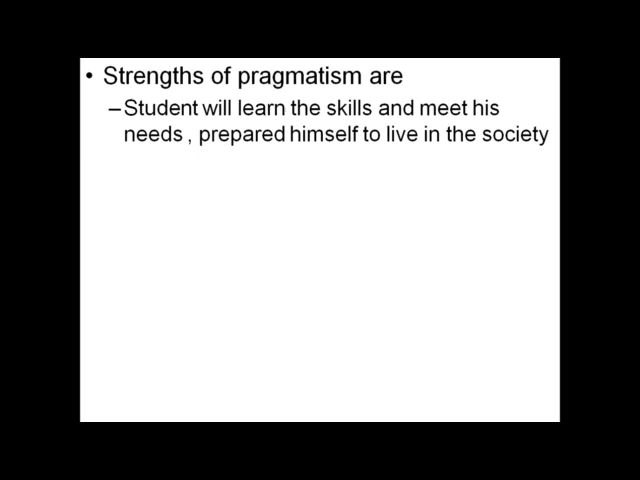 • Strengths of pragmatism are
–Student will learn the skills and meet his
needs , prepared himself to live in the society